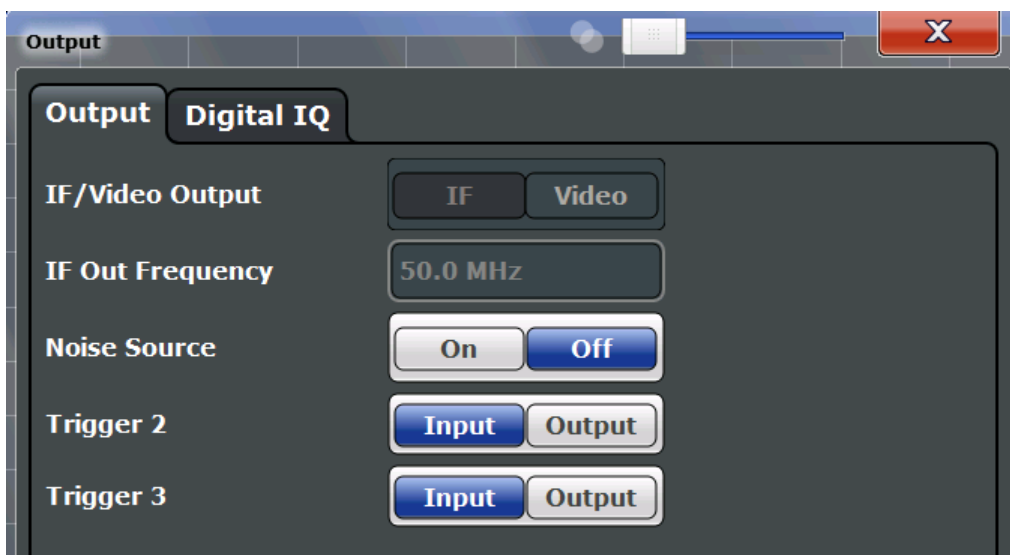 Output
X
Output Digital IQ
IF/Video Output IF Video
IF Out Frequency 50.0 MHz
Noise Source On Off
Trigger 2 Input Output
Trigger 3 Input Output